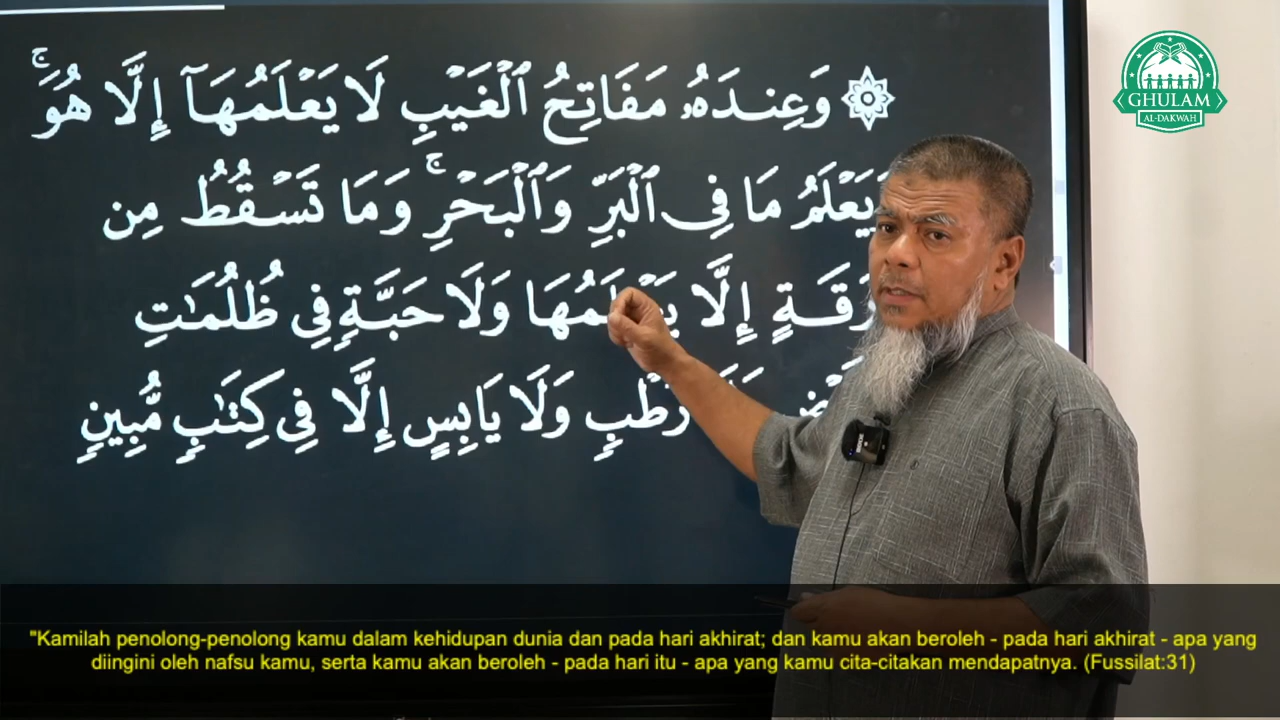 وَعِندَهُۥ مَفَاتِحُ ٱلْغَيْبِ لَا يَعْلَمُهَآ إِلَّا هُوَ ۚ
وَيَعْلَمُ مَا فِى ٱلْبَرِّ وَٱلْبَحْرِ ۚ وَمَا تَسْقُطُ مِن
إِلَّا يَعْلَمُهَا وَلَا حَبَّةٍ فِى ظُلُمَٰتِ
رَطْبٍ وَلَا يَابِسٍ إِلَّا فِى كِتَٰبٍ مُّبِينٍ
GHULAM
AL-DAKWAH
"Kamilah penolong-penolong kamu dalam kehidupan dunia dan pada hari akhirat; dan kamu akan beroleh - pada hari akhirat - apa yang
diingini oleh nafsu kamu, serta kamu akan beroleh - pada hari itu - apa yang kamu cita-citakan mendapatnya. (Fussilat:31)